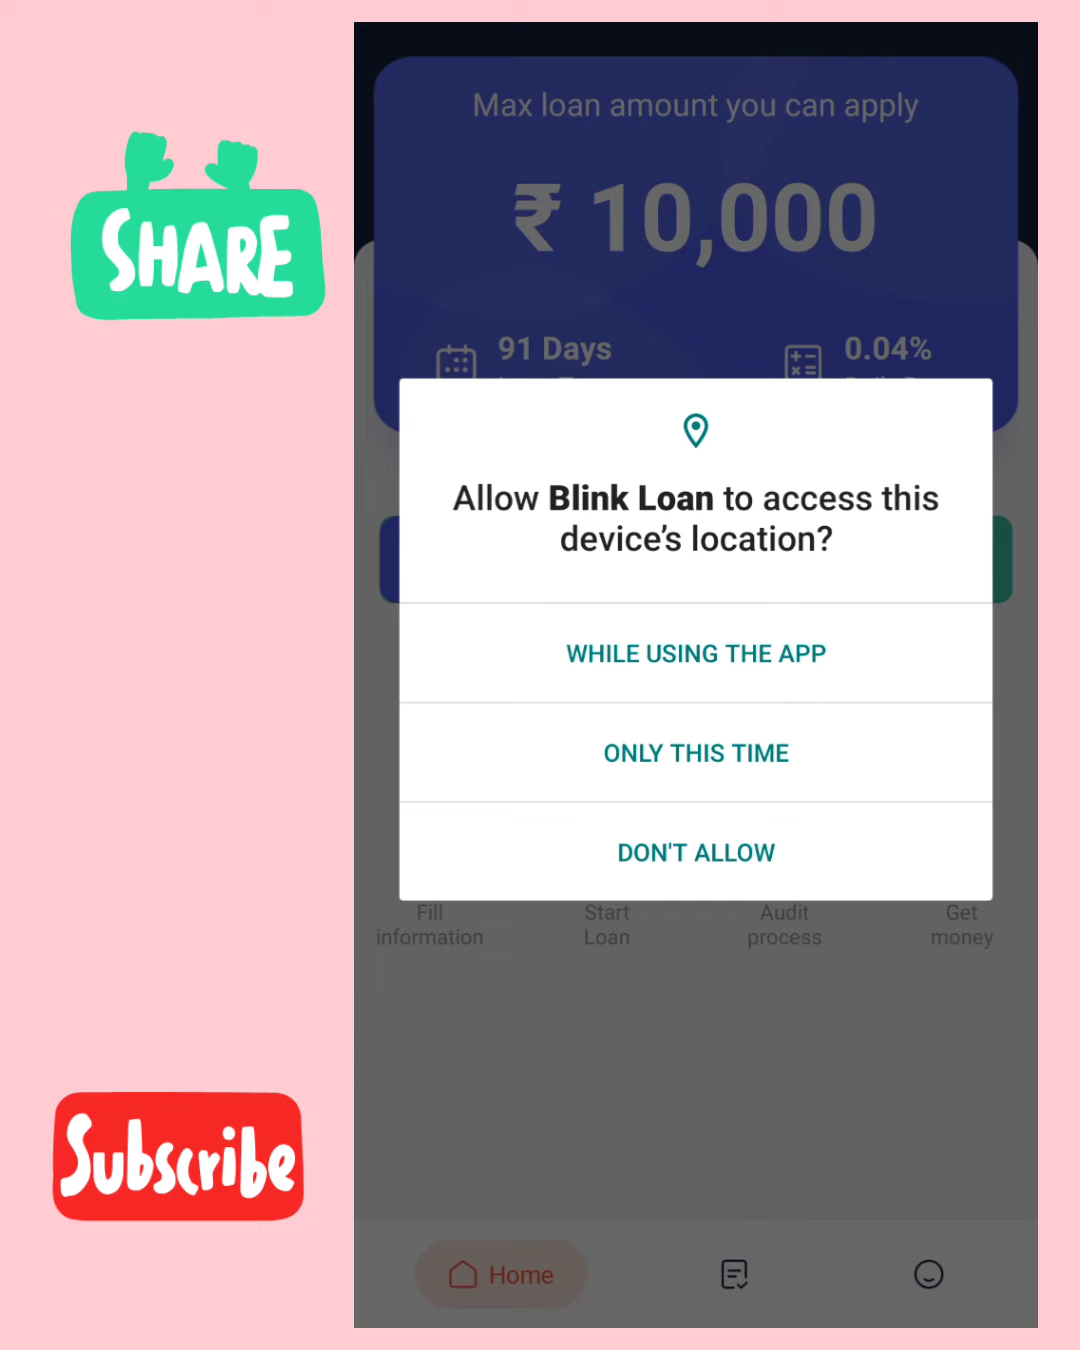 SHARE
Max loan amount you can apply
₹ 10,000
91 Days
0.04%
Allow Blink Loan to access this
device’s location?
WHILE USING THE APP
ONLY THIS TIME
DON'T ALLOW
Fill
information
Start
Loan
Audit
process
Get
money
Subscribe
Home